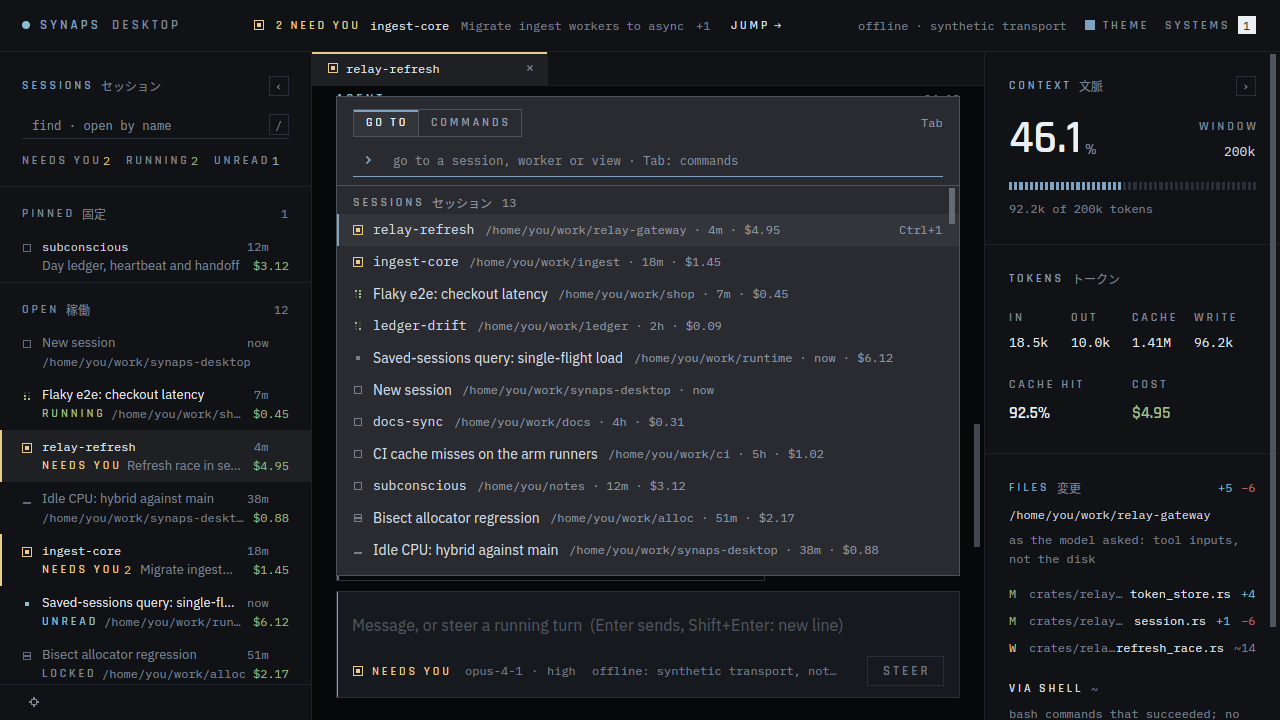 SYNAPS DESKTOP
2 NEED YOU ingest-core Migrate ingest workers to async +1 JUMP →
offline · synthetic transport THEME SYSTEMS 1
SESSIONS セッション ‹
find · open by name /
NEEDS YOU 2 RUNNING 2 UNREAD 1
PINNED 固定 1
subconscious 12m
Day ledger, heartbeat and handoff $3.12
OPEN 稼働 12
New session now
/home/you/work/synaps-desktop
Flaky e2e: checkout latency 7m
RUNNING /home/you/work/sh… $0.45
relay-refresh 4m
NEEDS YOU Refresh race in se… $4.95
Idle CPU: hybrid against main 38m
/home/you/work/synaps-deskt… $0.88
ingest-core 18m
NEEDS YOU 2 Migrate ingest… $1.45
Saved-sessions query: single-fl… now
UNREAD /home/you/work/run… $6.12
Bisect allocator regression 51m
LOCKED /home/you/work/alloc $2.17
relay-refresh ×
GO TO COMMANDS Tab
› go to a session, worker or view · Tab: commands
SESSIONS セッション 13
relay-refresh /home/you/work/relay-gateway · 4m · $4.95 Ctrl+1
ingest-core /home/you/work/ingest · 18m · $1.45
Flaky e2e: checkout latency /home/you/work/shop · 7m · $0.45
ledger-drift /home/you/work/ledger · 2h · $0.09
Saved-sessions query: single-flight load /home/you/work/runtime · now · $6.12
New session /home/you/work/synaps-desktop · now
docs-sync /home/you/work/docs · 4h · $0.31
CI cache misses on the arm runners /home/you/work/ci · 5h · $1.02
subconscious /home/you/notes · 12m · $3.12
Bisect allocator regression /home/you/work/alloc · 51m · $2.17
Idle CPU: hybrid against main /home/you/work/synaps-desktop · 38m · $0.88
Message, or steer a running turn (Enter sends, Shift+Enter: new line)
NEEDS YOU opus-4-1 · high offline: synthetic transport, not… STEER
CONTEXT 文脈 ›
46.1% WINDOW
200k
92.2k of 200k tokens
TOKENS トークン
IN OUT CACHE WRITE
18.5k 10.0k 1.41M 96.2k
CACHE HIT COST
92.5% $4.95
FILES 変更 +5 −6
/home/you/work/relay-gateway
as the model asked: tool inputs,
not the disk
M crates/relay… token_store.rs +4
M crates/relay… session.rs +1 −6
W crates/rela…refresh_race.rs ~14
VIA SHELL ~
bash commands that succeeded; no